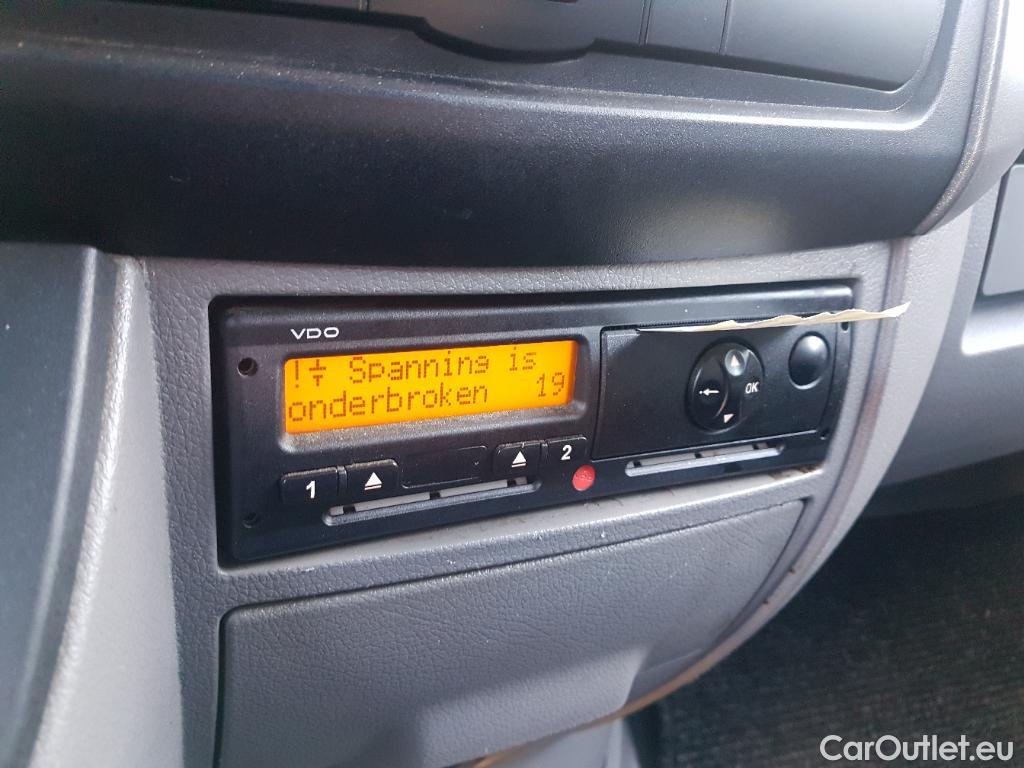 VDO
!÷ Spanning is
onderbroken 19
1
2
OK
CarOutlet.eu